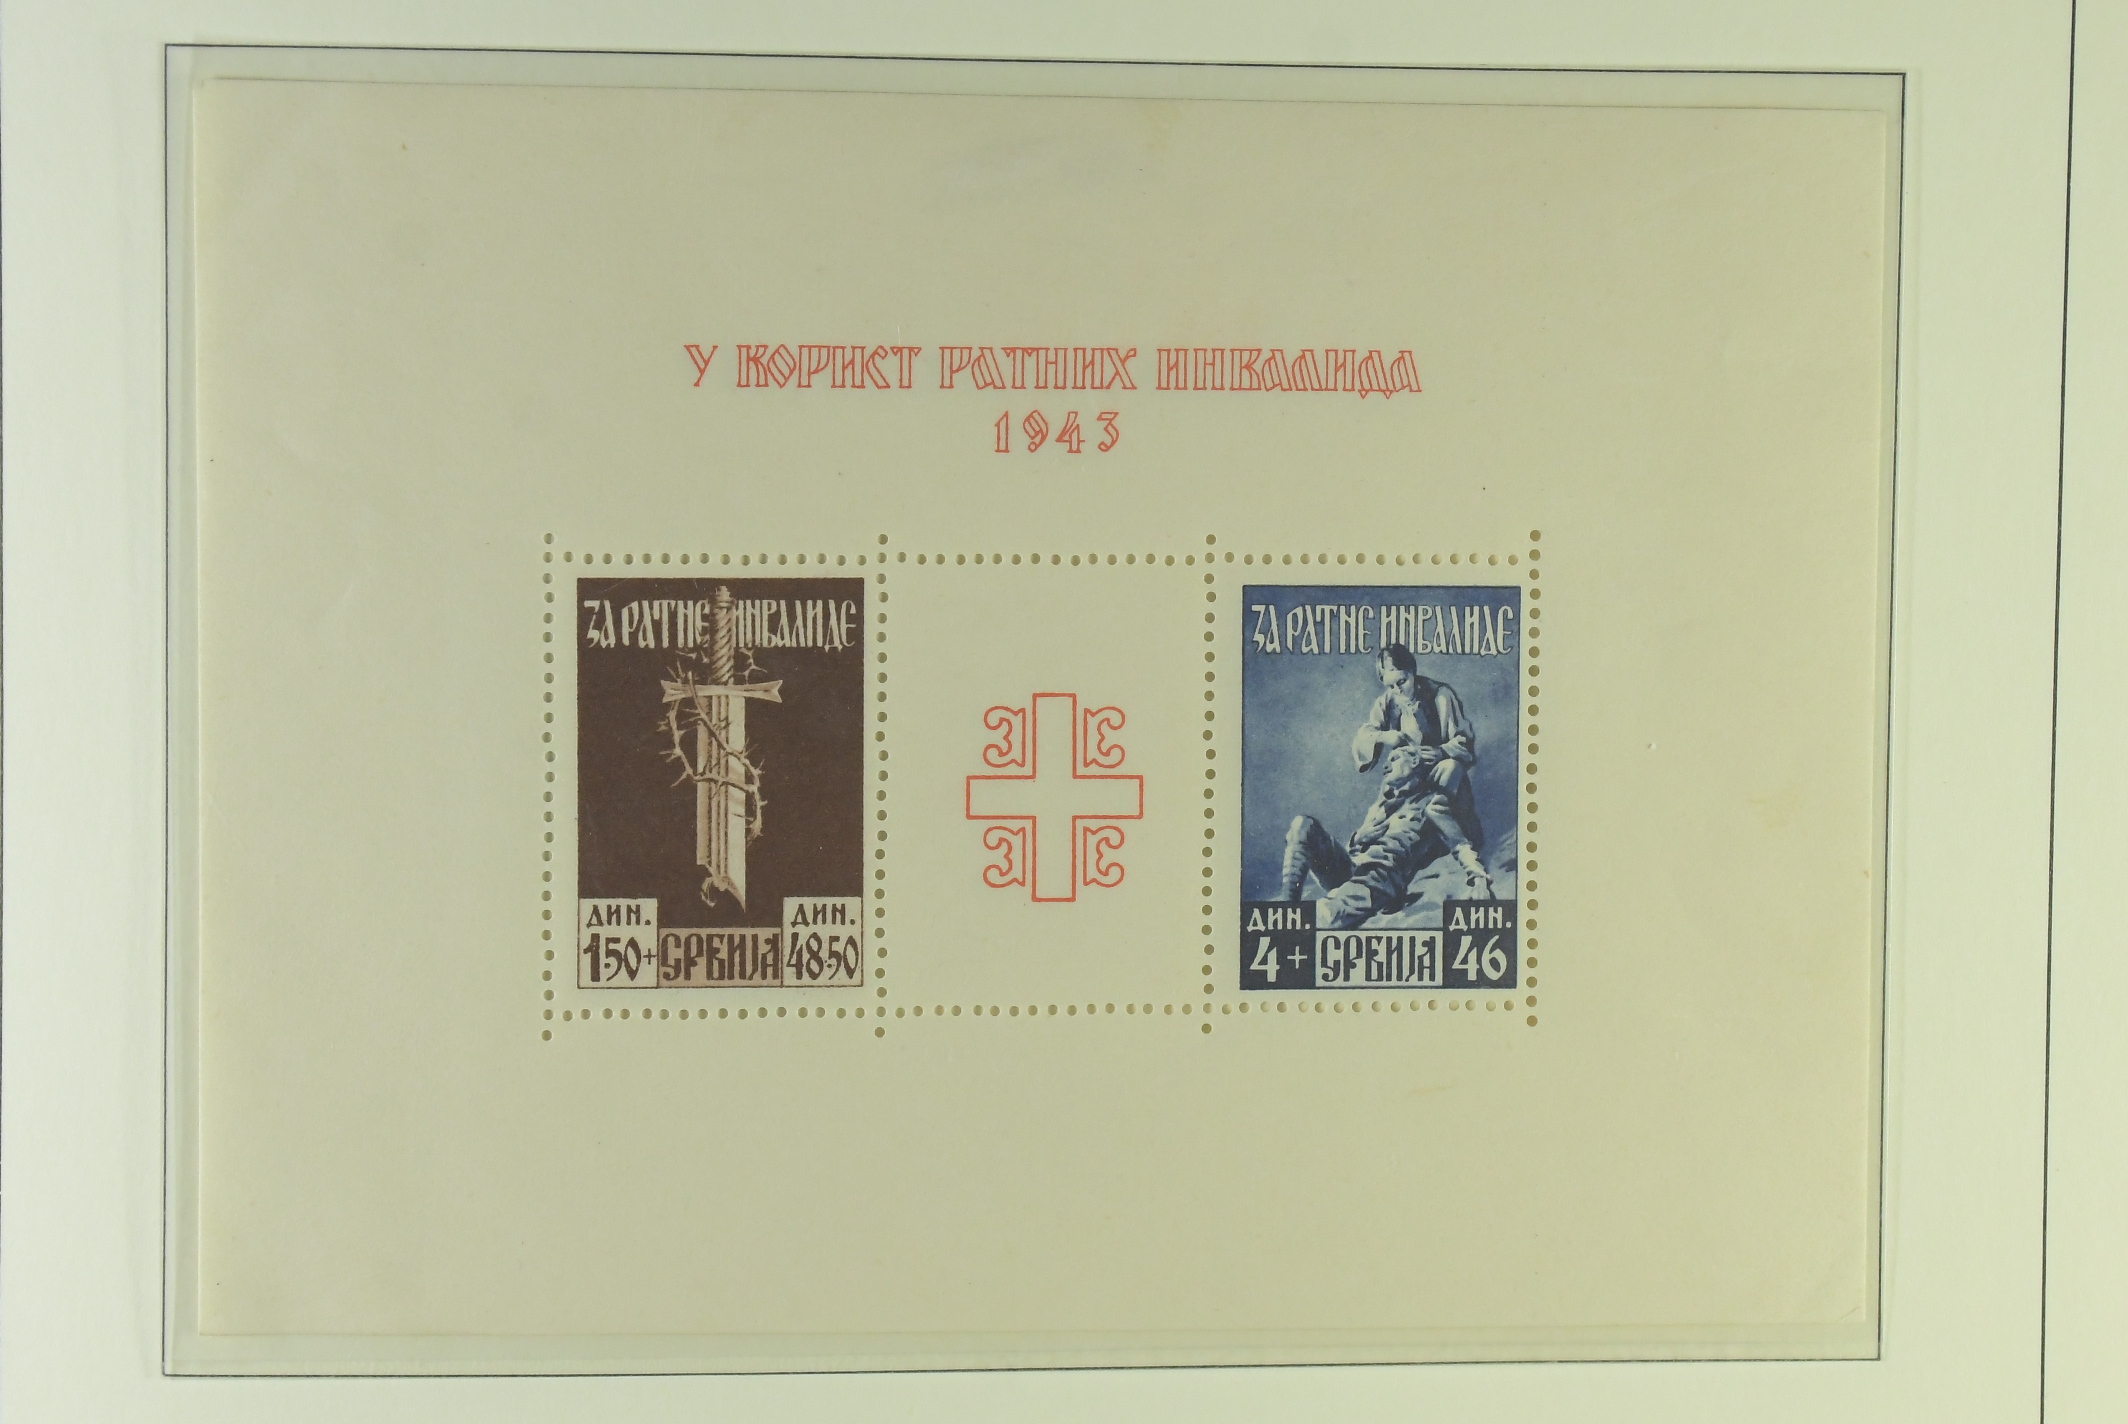 У КОРИСТ РАТНИХ ИНВАЛИДА
1943
ЗА РАТНЕ ИНВАЛИДЕ
ДИН. ДИН.
1·50+ СРБИЈА 48·50
ЗА РАТНЕ ИНВАЛИДЕ
ДИН. ДИН.
4+ СРБИЈА 46